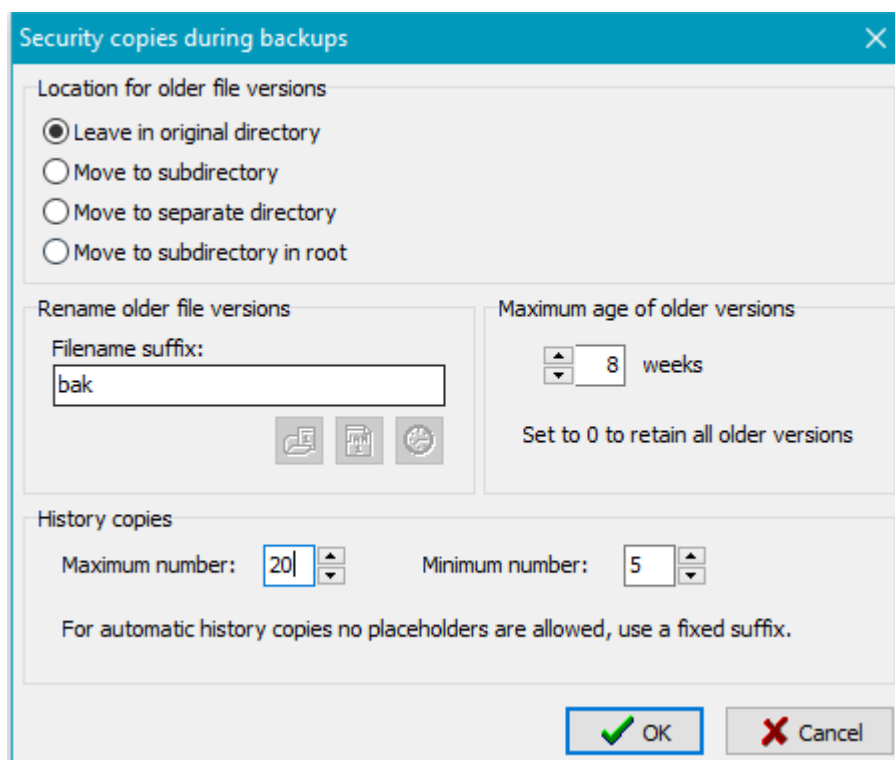 Security copies during backups
Location for older file versions
Leave in original directory
Move to subdirectory
Move to separate directory
Move to subdirectory in root
Rename older file versions
Filename suffix:
bak
Maximum age of older versions
8 weeks
Set to 0 to retain all older versions
History copies
Maximum number: 20 Minimum number: 5
For automatic history copies no placeholders are allowed, use a fixed suffix.
OK Cancel